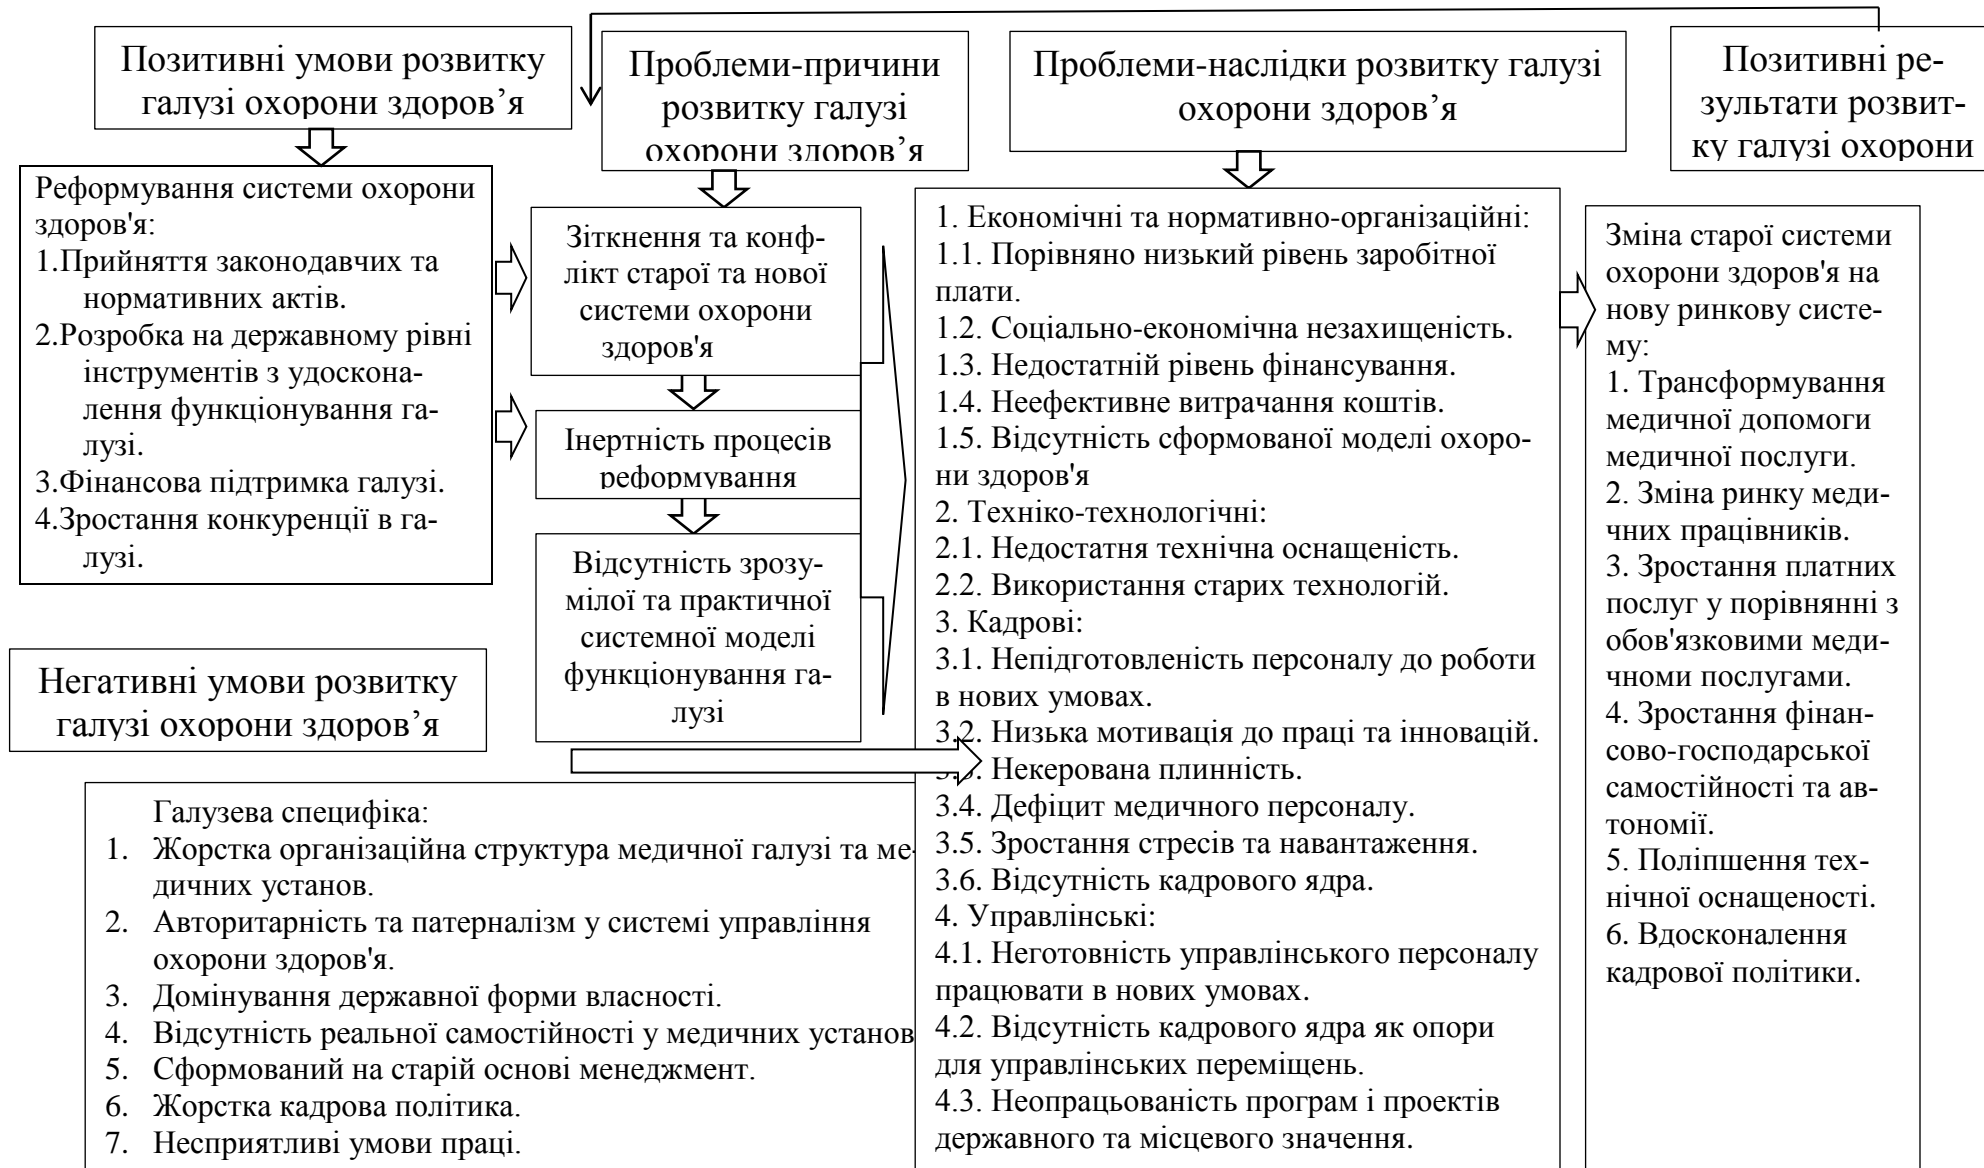 Позитивні умови розвитку
галузі охорони здоров’я
Реформування системи охорони
здоров'я:
1.Прийняття законодавчих та
нормативних актів.
2.Розробка на державному рівні
інструментів з удоскона-
лення функціонування га-
лузі.
3.Фінансова підтримка галузі.
4.Зростання конкуренції в га-
лузі.
Негативні умови розвитку
галузі охорони здоров’я
Галузева специфіка:
1. Жорстка організаційна структура медичної галузі та ме-
дичних установ.
2. Авторитарність та патерналізм у системі управління
охорони здоров'я.
3. Домінування державної форми власності.
4. Відсутність реальної самостійності у медичних установ
5. Сформований на старій основі менеджмент.
6. Жорстка кадрова політика.
7. Несприятливі умови праці.
Проблеми-причини
розвитку галузі
охорони здоров’я
Зіткнення та конф-
лікт старої та нової
системи охорони
здоров'я
Інертність процесів
реформування
Відсутність зрозу-
мілої та практичної
системної моделі
функціонування га-
лузі
Проблеми-наслідки розвитку галузі
охорони здоров’я
1. Економічні та нормативно-організаційні:
1.1. Порівняно низький рівень заробітної
плати.
1.2. Соціально-економічна незахищеність.
1.3. Недостатній рівень фінансування.
1.4. Неефективне витрачання коштів.
1.5. Відсутність сформованої моделі охоро-
ни здоров'я
2. Техніко-технологічні:
2.1. Недостатня технічна оснащеність.
2.2. Використання старих технологій.
3. Кадрові:
3.1. Непідготовленість персоналу до роботи
в нових умовах.
3.2. Низька мотивація до праці та інновацій.
3.3. Некерована плинність.
3.4. Дефіцит медичного персоналу.
3.5. Зростання стресів та навантаження.
3.6. Відсутність кадрового ядра.
4. Управлінські:
4.1. Неготовність управлінського персоналу
працювати в нових умовах.
4.2. Відсутність кадрового ядра як опори
для управлінських переміщень.
4.3. Неопрацьованість програм і проектів
державного та місцевого значення.
Позитивні ре-
зультати розвит-
ку галузі охорони
Зміна старої системи
охорони здоров'я на
нову ринкову систе-
му:
1. Трансформування
медичної допомоги
медичної послуги.
2. Зміна ринку меди-
чних працівників.
3. Зростання платних
послуг у порівнянні з
обов'язковими меди-
чноми послугами.
4. Зростання фінан-
сово-господарської
самостійності та ав-
тономії.
5. Поліпшення тех-
нічної оснащеності.
6. Вдосконалення
кадрової політики.